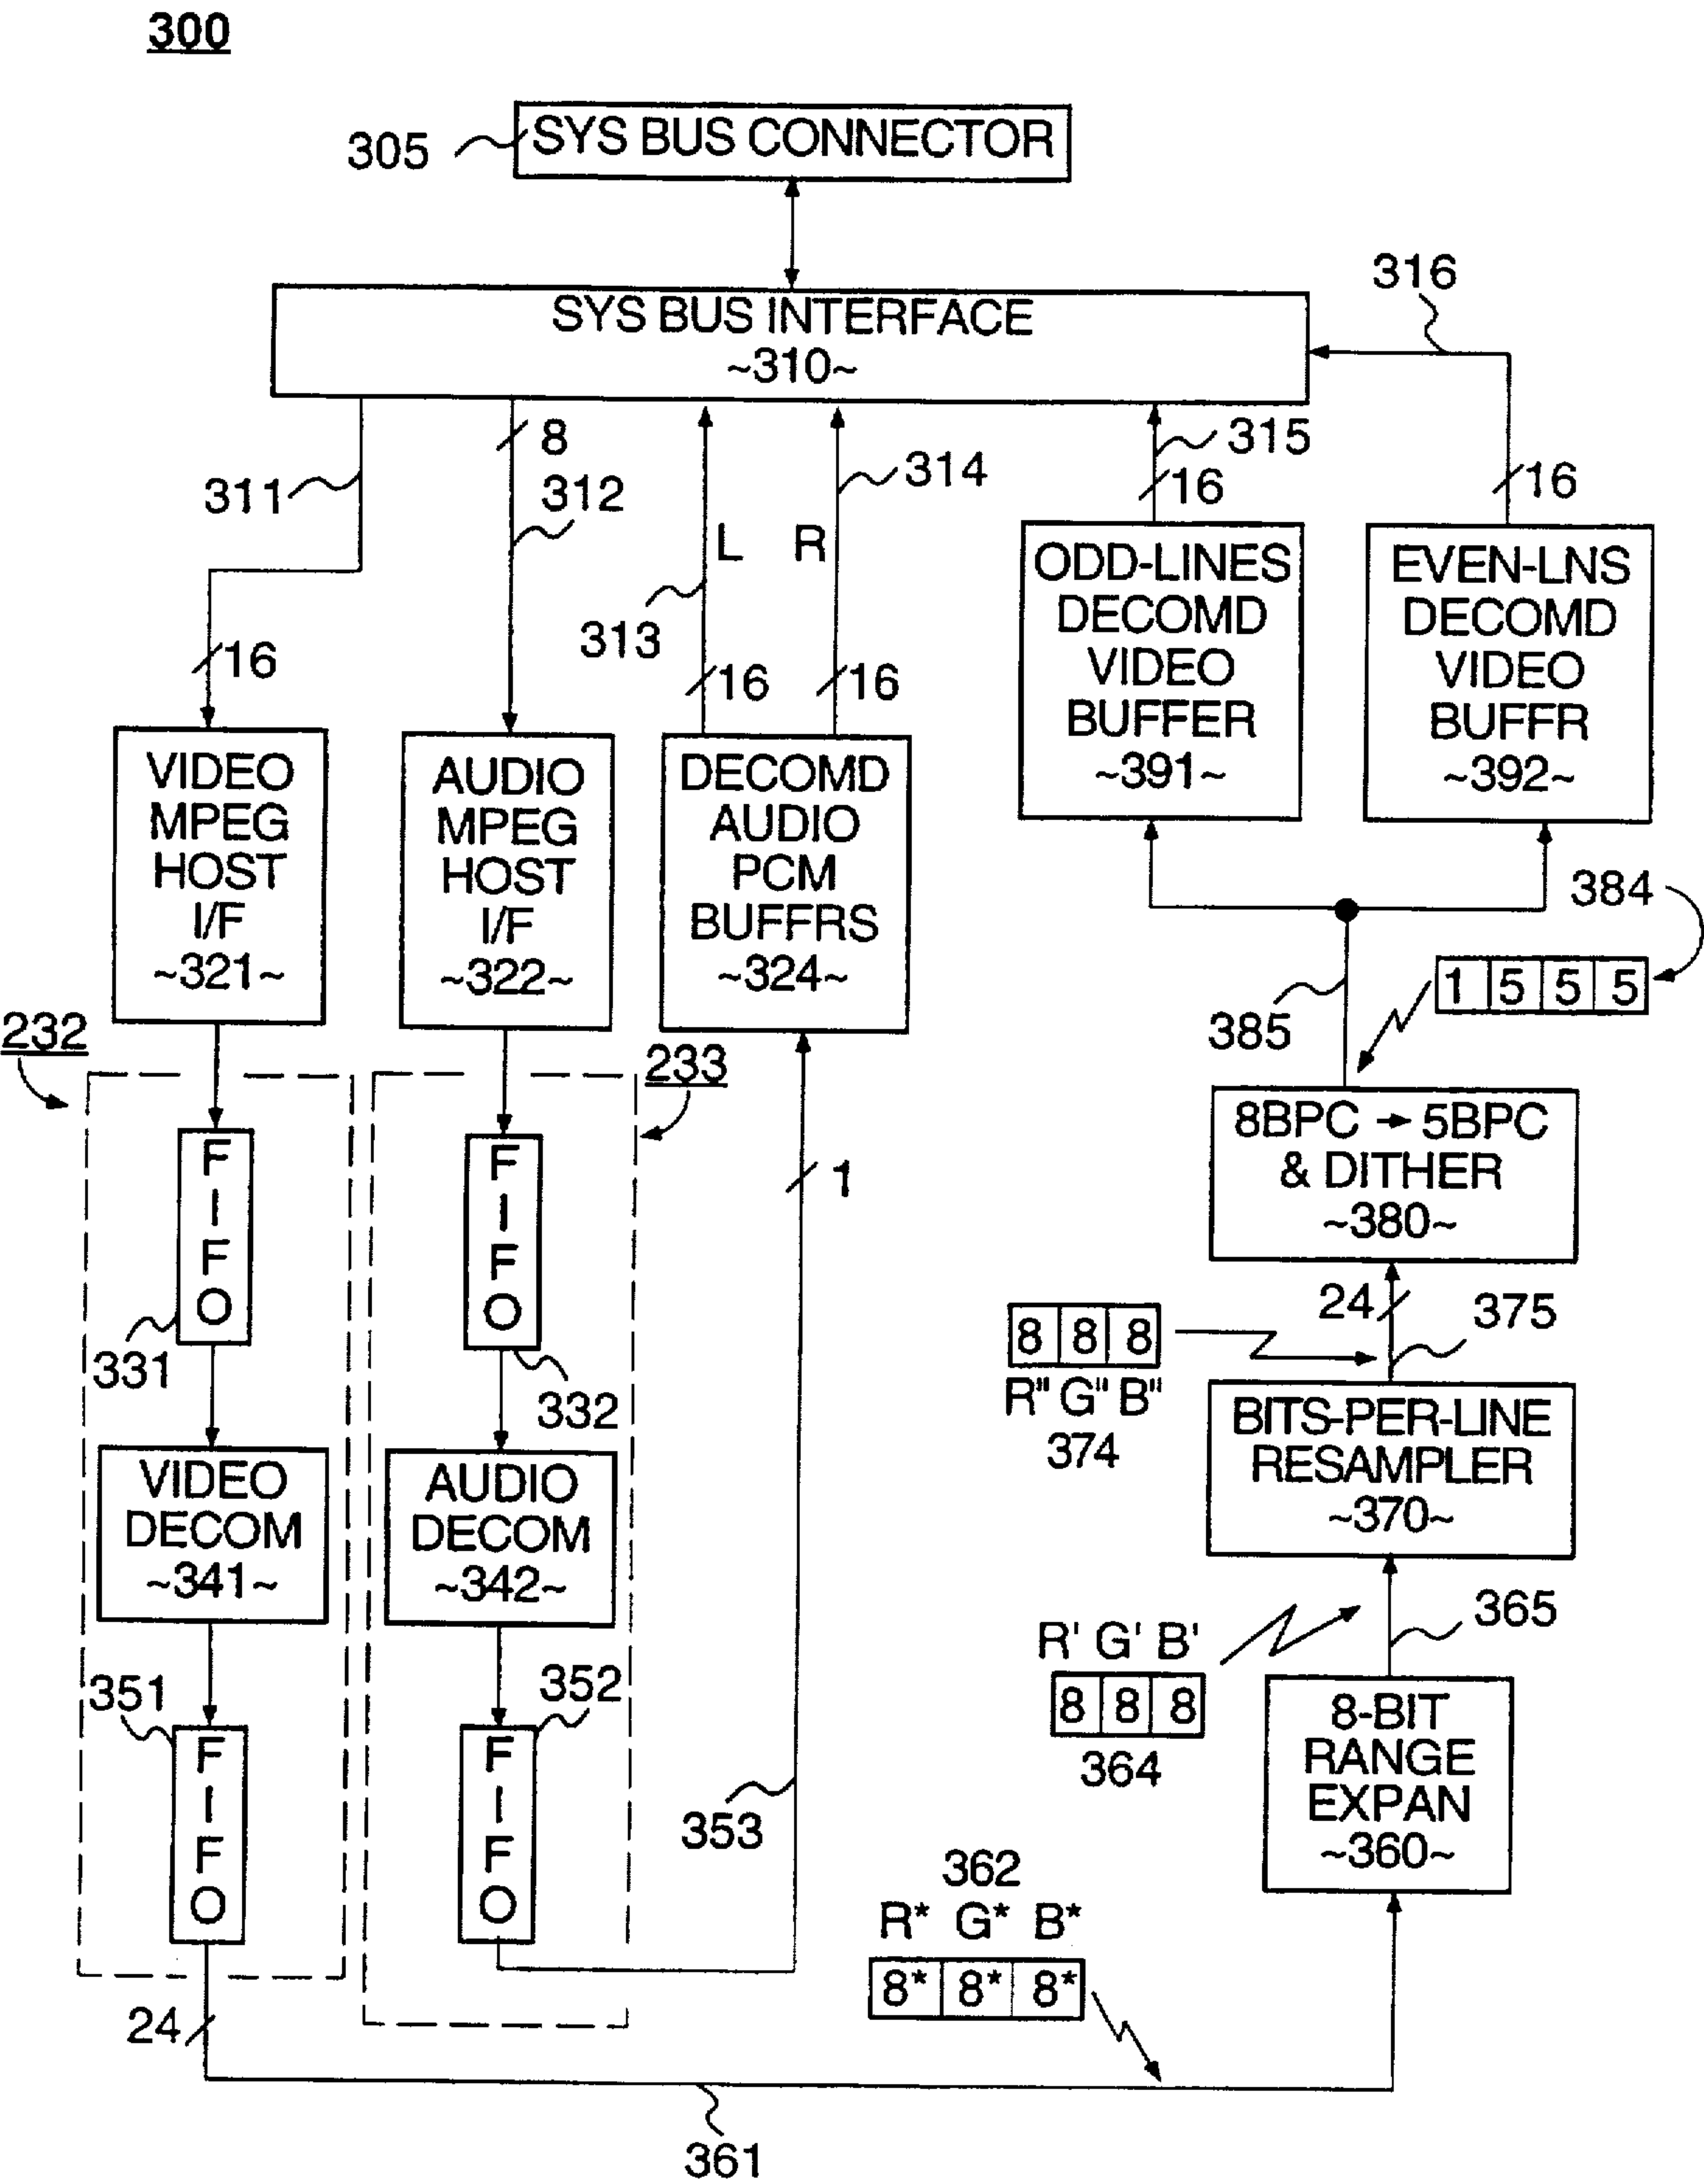 300
305
SYS BUS CONNECTOR
316
SYS BUS INTERFACE
~310~
8
315
311
312
314
16
16
L
R
313
16
16
16
ODD-LINES
DECOMD
VIDEO
BUFFER
~391~
EVEN-LNS
DECOMD
VIDEO
BUFFR
~392~
VIDEO
MPEG
HOST
I/F
~321~
AUDIO
MPEG
HOST
I/F
~322~
DECOMD
AUDIO
PCM
BUFFRS
~324~
384
1 5 5 5
385
232
233
F
I
F
O
331
F
I
F
O
332
1
8BPC → 5BPC
& DITHER
~380~
24
375
8 8 8
R" G" B"
374
BITS-PER-LINE
RESAMPLER
~370~
VIDEO
DECOM
~341~
AUDIO
DECOM
~342~
365
R' G' B'
8 8 8
364
351
F
I
F
O
352
F
I
F
O
353
8-BIT
RANGE
EXPAN
~360~
362
R* G* B*
8* 8* 8*
24
361